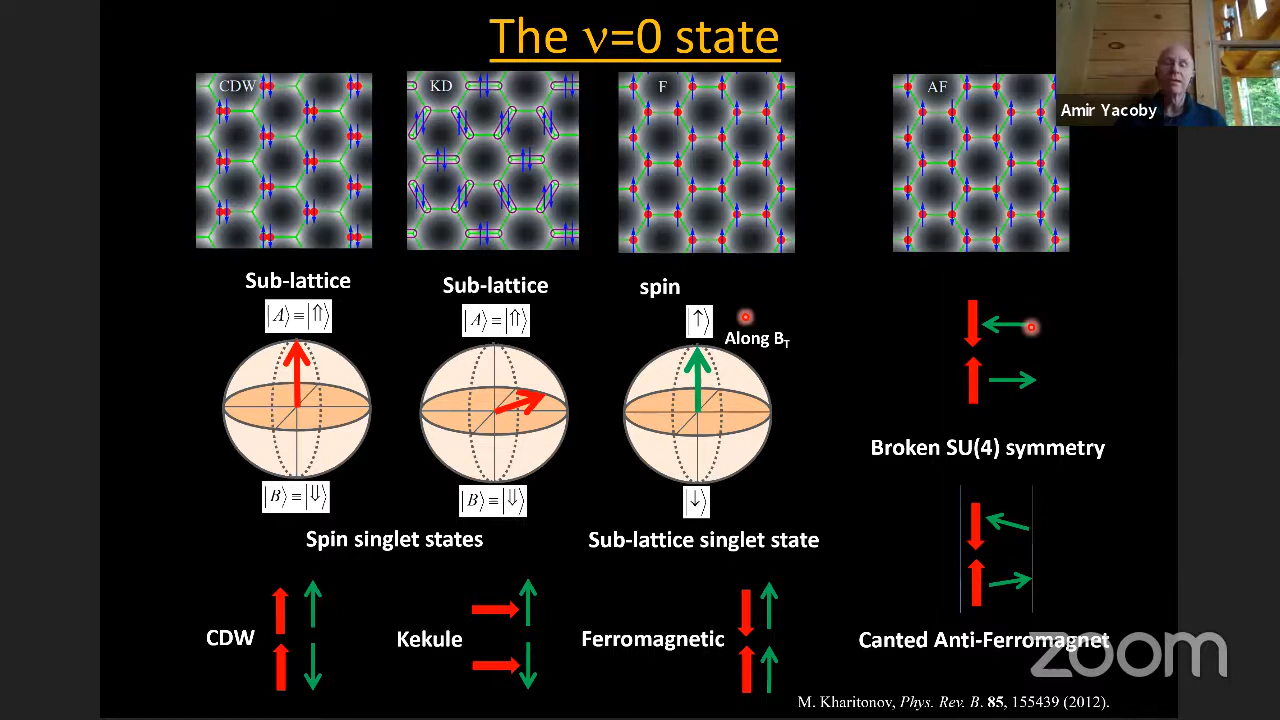 The ν=0 state
CDW
KD
F
AF
Amir Yacoby
Sub-lattice
Sub-lattice
spin
|A⟩≡|⇑⟩
|A⟩≡|⇑⟩
|↑⟩
Along B_T
|B⟩≡|⇓⟩
|B⟩≡|⇓⟩
|↓⟩
Broken SU(4) symmetry
Spin singlet states
Sub-lattice singlet state
CDW
Kekule
Ferromagnetic
Canted Anti-Ferromagnet
zoom
M. Kharitonov, Phys. Rev. B. 85, 155439 (2012).